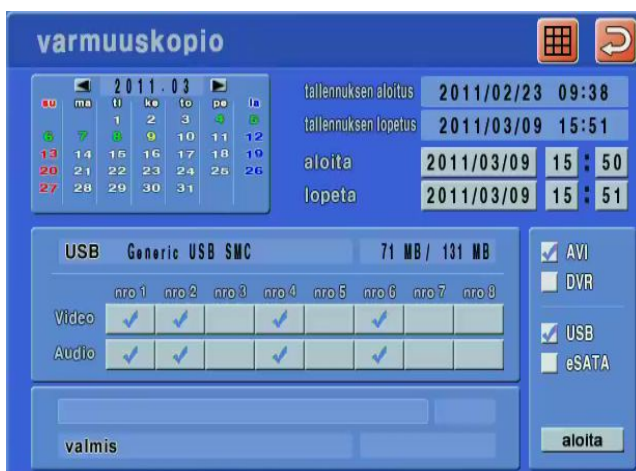 varmuuskopio
2011.03
su ma ti ke to pe la
1 2 3 4 5
6 7 8 9 10 11 12
13 14 15 16 17 18 19
20 21 22 23 24 25 26
27 28 29 30 31
tallennuksen aloitus 2011/02/23 09:38
tallennuksen lopetus 2011/03/09 15:51
aloita 2011/03/09 15 : 50
lopeta 2011/03/09 15 : 51
USB Generic USB SMC 71 MB/ 131 MB
nro 1 nro 2 nro 3 nro 4 nro 5 nro 6 nro 7 nro 8
Video
Audio
AVI
DVR
USB
eSATA
valmis
aloita